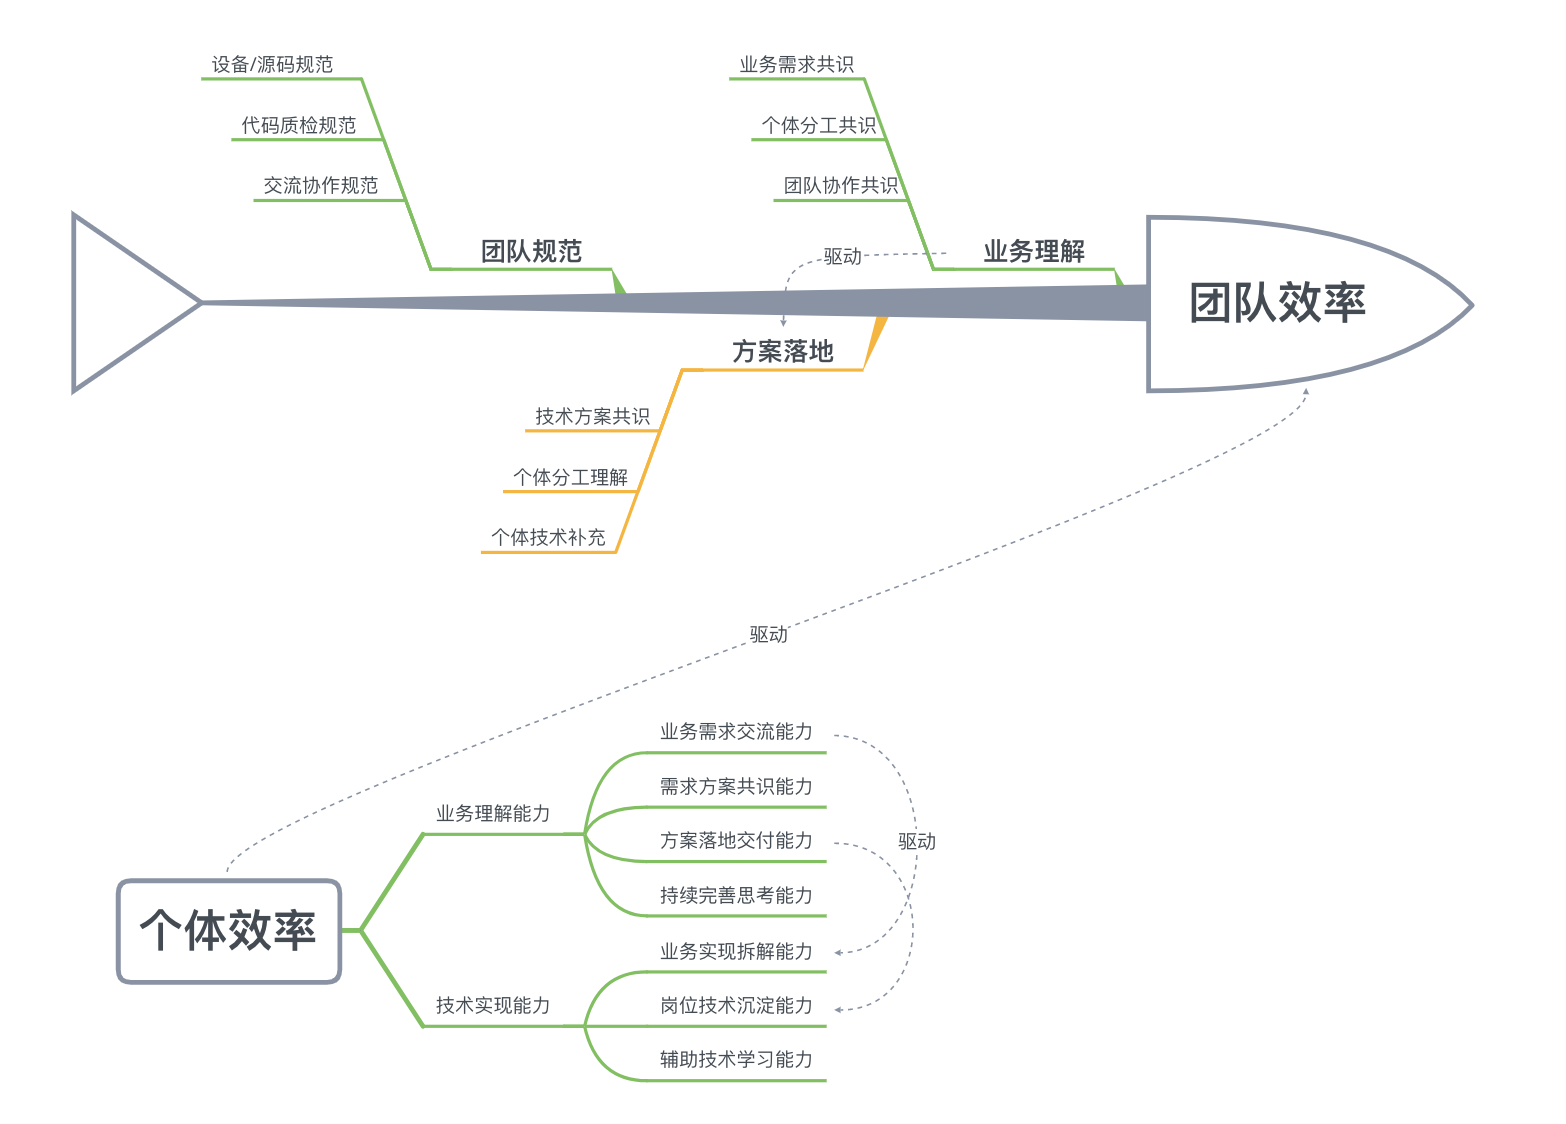 设备/源码规范
代码质检规范
交流协作规范
团队规范
业务需求共识
个体分工共识
团队协作共识
业务理解
驱动
团队效率
方案落地
技术方案共识
个体分工理解
个体技术补充
驱动
个体效率
业务理解能力
业务需求交流能力
需求方案共识能力
方案落地交付能力
持续完善思考能力
驱动
技术实现能力
业务实现拆解能力
岗位技术沉淀能力
辅助技术学习能力